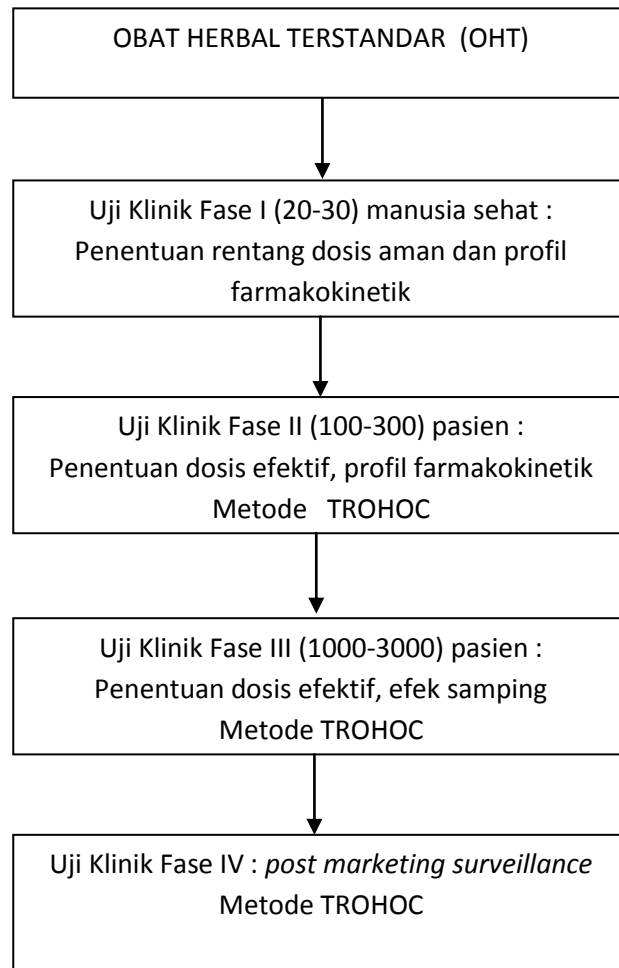 OBAT HERBAL TERSTANDAR (OHT)
Uji Klinik Fase I (20-30) manusia sehat :
Penentuan rentang dosis aman dan profil
farmakokinetik
Uji Klinik Fase II (100-300) pasien :
Penentuan dosis efektif, profil farmakokinetik
Metode TROHOC
Uji Klinik Fase III (1000-3000) pasien :
Penentuan dosis efektif, efek samping
Metode TROHOC
Uji Klinik Fase IV : post marketing surveillance
Metode TROHOC